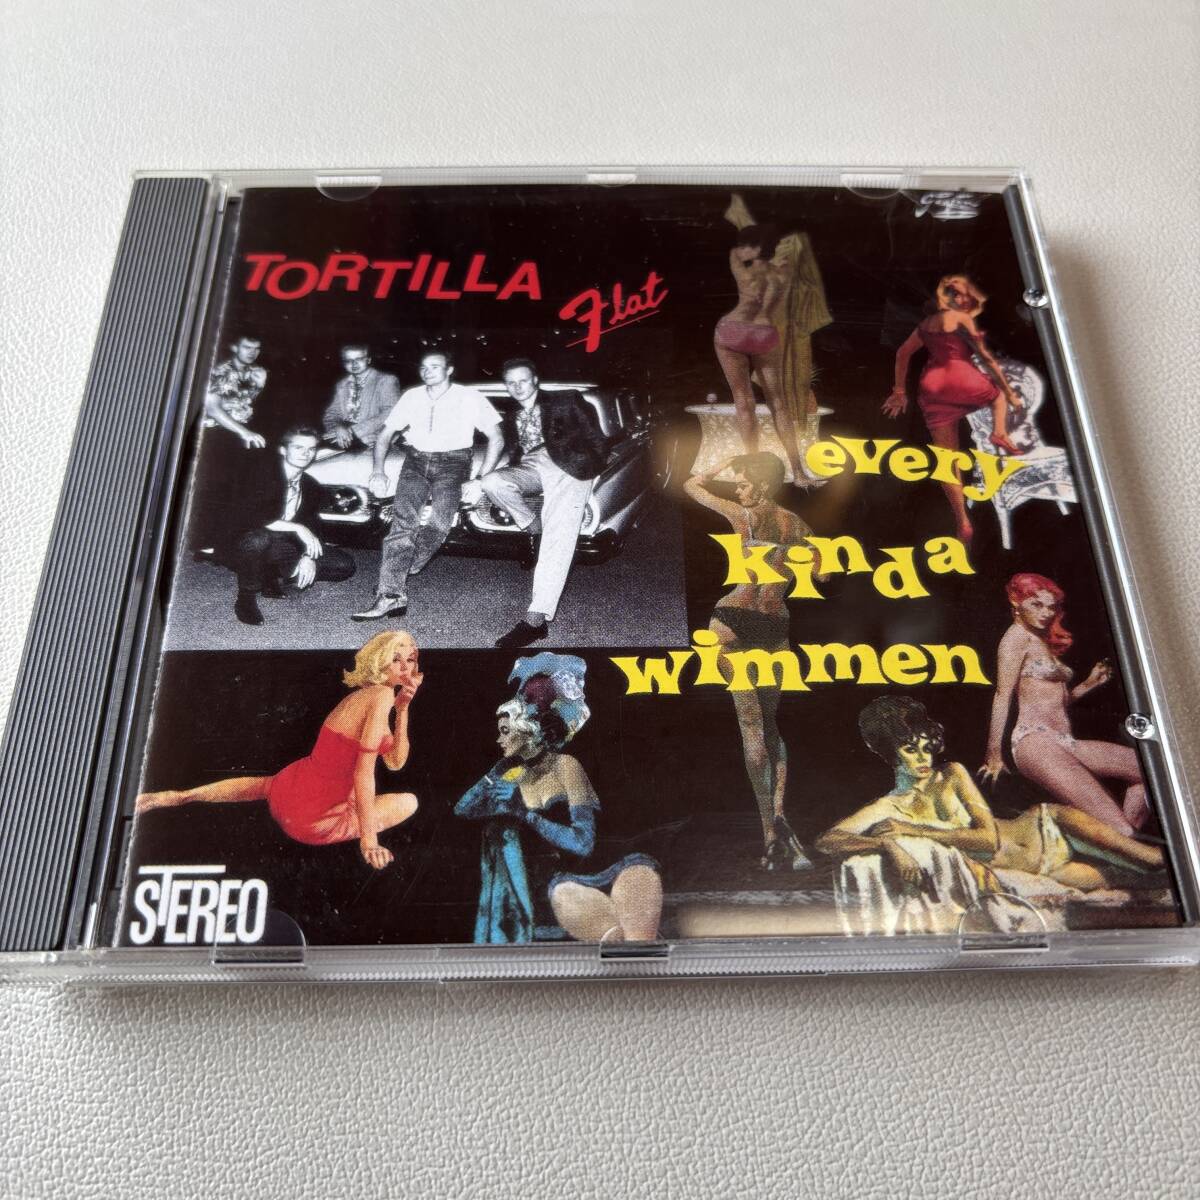 TORTILLA
Flat
every
kinda
wimmen
STEREO